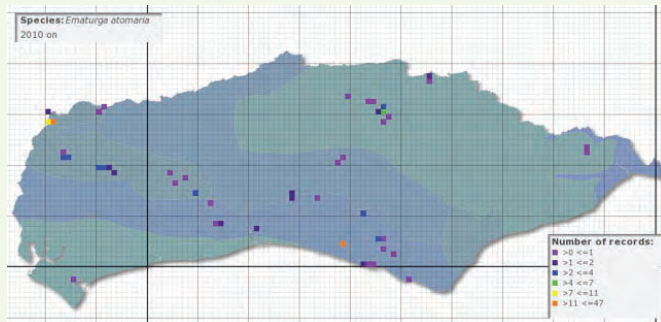 Species: Ematurga atomaria
2010 on
Number of records:
>0 <=1
>1 <=2
>2 <=4
>4 <=7
>7 <=11
>11 <=47